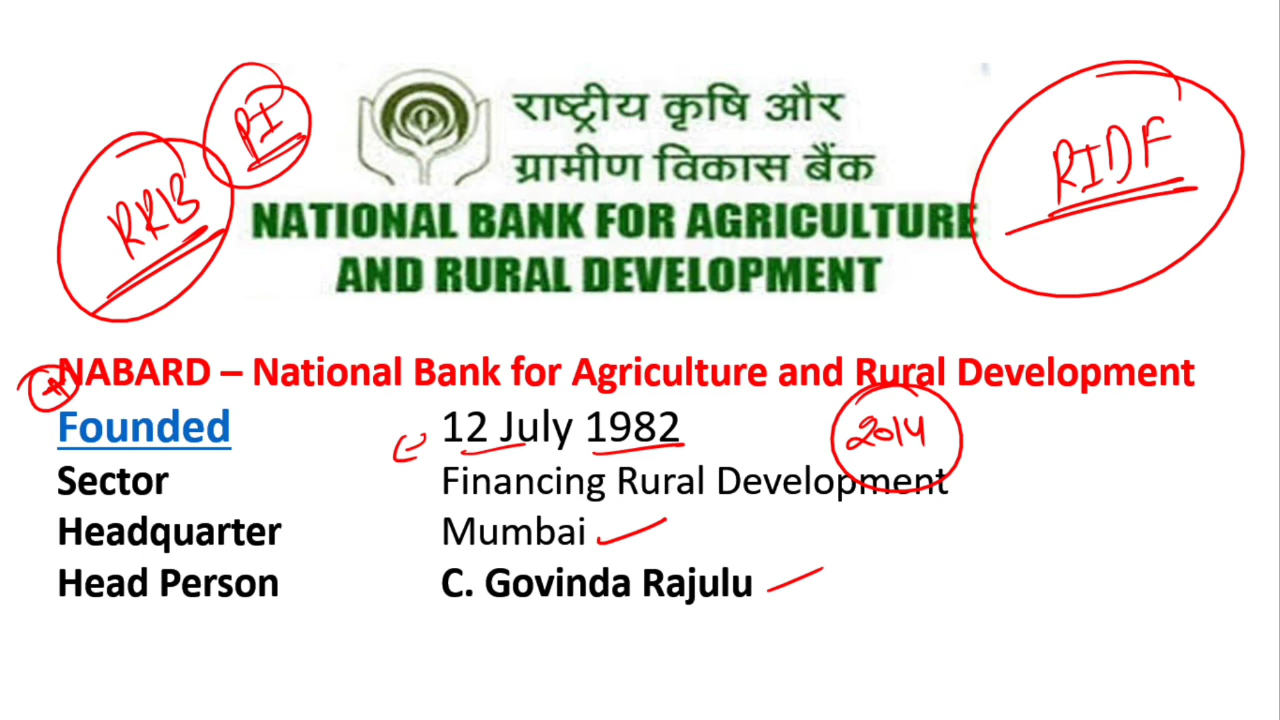 राष्ट्रीय कृषि और
ग्रामीण विकास बैंक
NATIONAL BANK FOR AGRICULTURE
AND RURAL DEVELOPMENT
RRB
RI
RIDF
NABARD – National Bank for Agriculture and Rural Development
Founded 12 July 1982
2014
Sector Financing Rural Development
Headquarter Mumbai
Head Person C. Govinda Rajulu